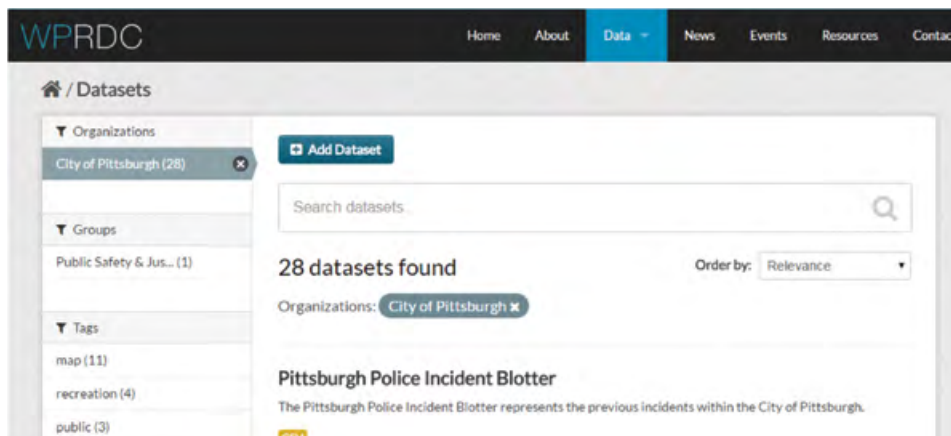 WPRDC
Home About Data News Events Resources Contac
/ Datasets
Organizations
City of Pittsburgh (28)
Groups
Public Safety & Jus... (1)
Tags
map (11)
recreation (4)
public (3)
Add Dataset
Search datasets...
28 datasets found
Order by: Relevance
Organizations: City of Pittsburgh
Pittsburgh Police Incident Blotter
The Pittsburgh Police Incident Blotter represents the previous incidents within the City of Pittsburgh.